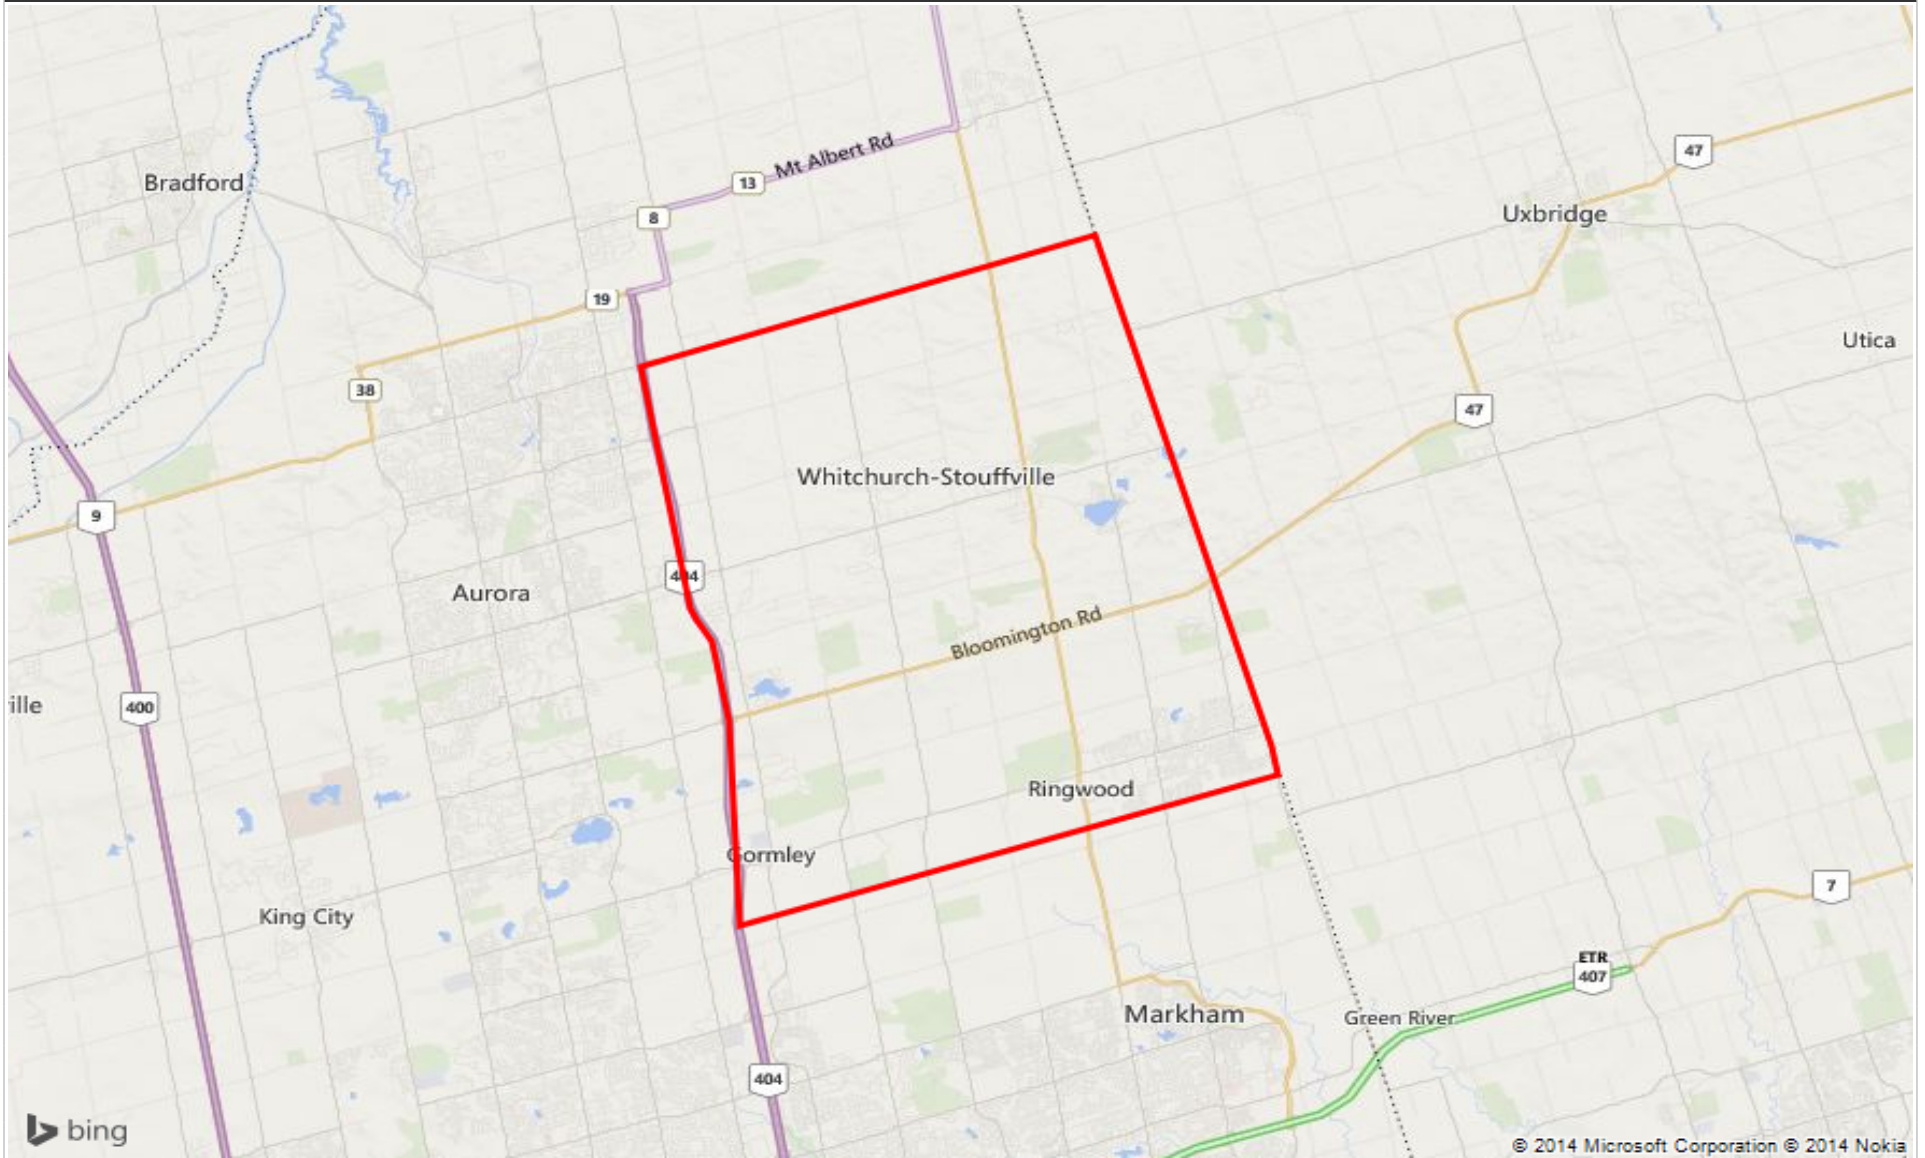 Mt Albert Rd
47
13
Bradford
8
Uxbridge
19
Utica
38
47
Whitchurch-Stouffville
9
404
Aurora
Bloomington Rd
ille
400
Ringwood
Gormley
7
King City
ETR
407
Markham
Green River
404
bing
© 2014 Microsoft Corporation © 2014 Nokia